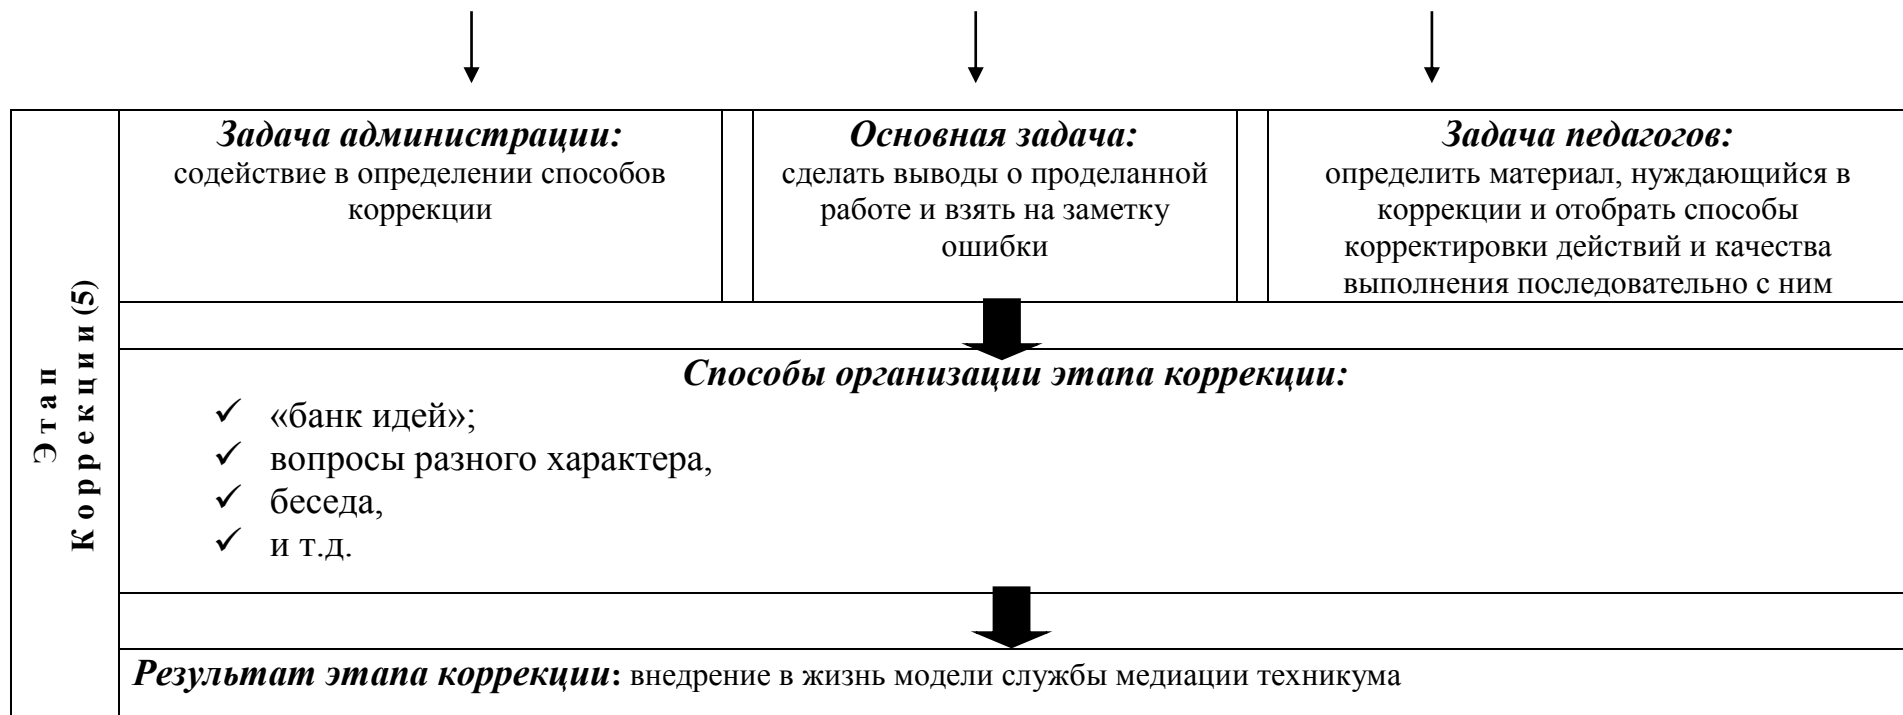 Этап
Коррекции (5)
Задача администрации:
содействие в определении способов
коррекции
Основная задача:
сделать выводы о проделанной
работе и взять на заметку
ошибки
Задача педагогов:
определить материал, нуждающийся в
коррекции и отобрать способы
корректировки действий и качества
выполнения последовательно с ним
Способы организации этапа коррекции:
✓ «банк идей»;
✓ вопросы разного характера,
✓ беседа,
✓ и т.д.
Результат этапа коррекции: внедрение в жизнь модели службы медиации техникума